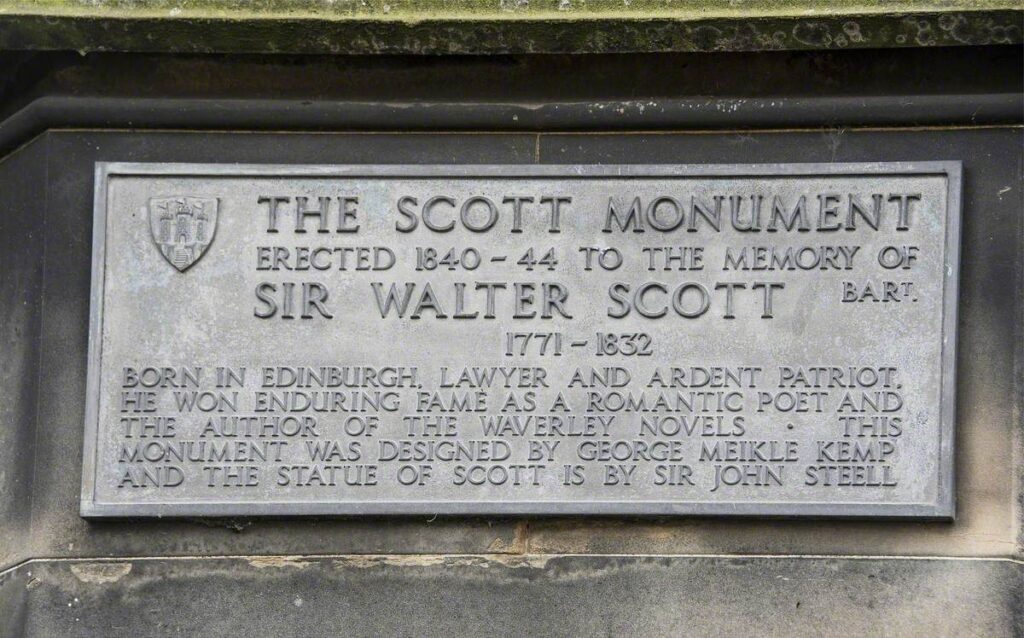 THE SCOTT MONUMENT
ERECTED 1840 - 44 TO THE MEMORY OF
SIR WALTER SCOTT BART.
1771 - 1832
BORN IN EDINBURGH, LAWYER AND ARDENT PATRIOT,
HE WON ENDURING FAME AS A ROMANTIC POET AND
THE AUTHOR OF THE WAVERLEY NOVELS · THIS
MONUMENT WAS DESIGNED BY GEORGE MEIKLE KEMP
AND THE STATUE OF SCOTT IS BY SIR JOHN STEELL